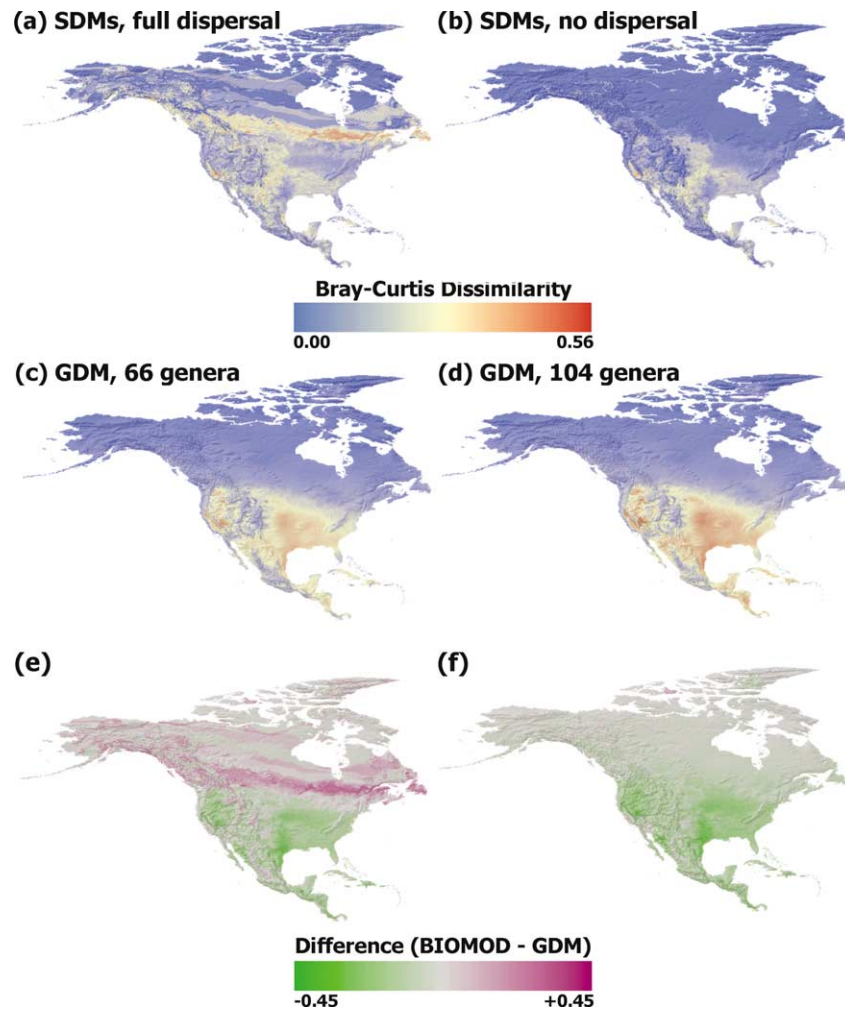 (a) SDMs, full dispersal
(b) SDMs, no dispersal
Bray-Curtis Dissimilarity
0.00 0.56
(c) GDM, 66 genera
(d) GDM, 104 genera
(e)
(f)
Difference (BIOMOD - GDM)
-0.45 +0.45